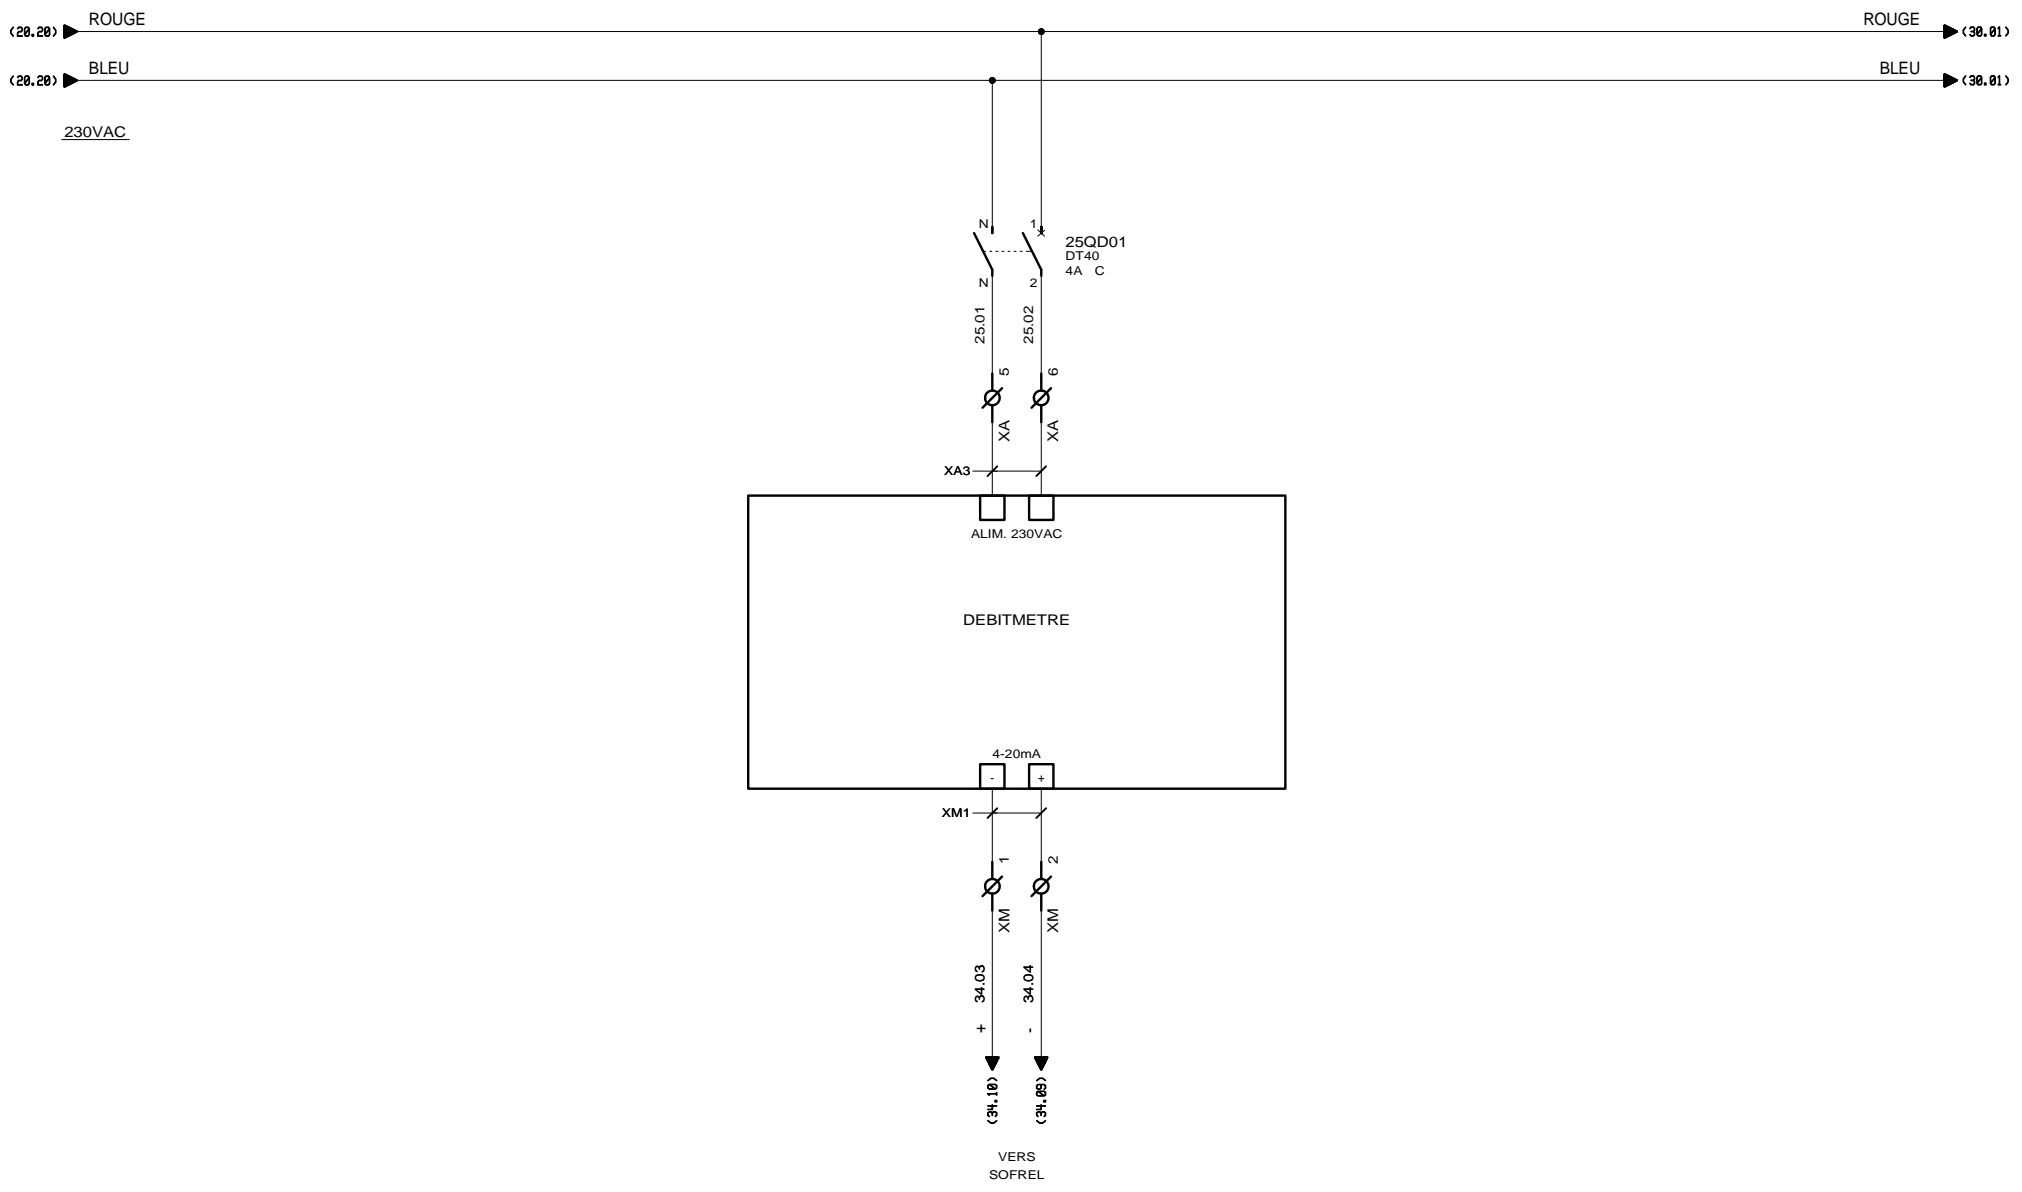 ROUGE ROUGE
(20.20) (30.01)
BLEU BLEU
(20.20) (30.01)
230VAC
N 1
25QD01
DT40
4A C
N 2
25.01 25.02
5 6
XA XA
XA3
ALIM. 230VAC
DEBITMETRE
4-20mA
- +
XM1
1 2
XM XM
34.03 34.04
+ -
(34.10) (34.09)
VERS
SOFREL